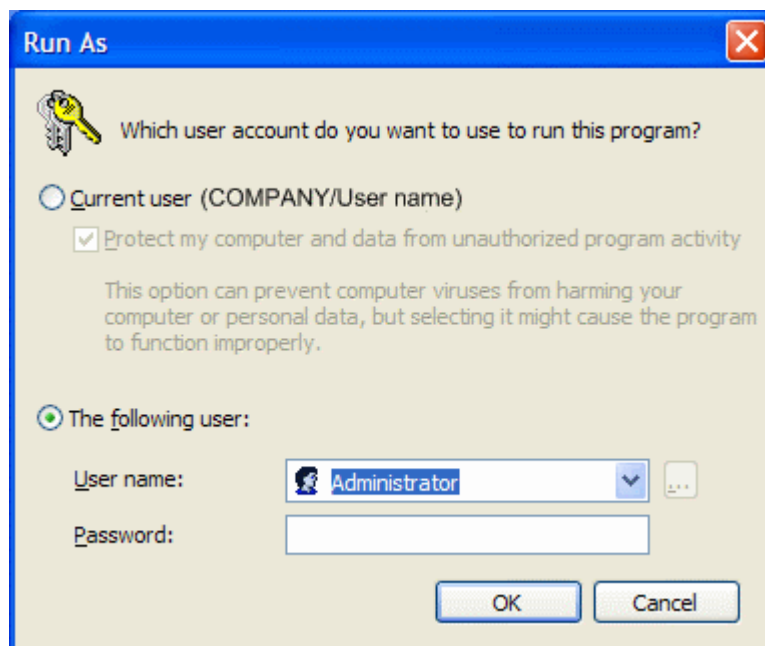 Run As
Which user account do you want to use to run this program?
Current user (COMPANY/User name)
Protect my computer and data from unauthorized program activity
This option can prevent computer viruses from harming your
computer or personal data, but selecting it might cause the program
to function improperly.
The following user:
User name:
Administrator
...
Password:
OK
Cancel